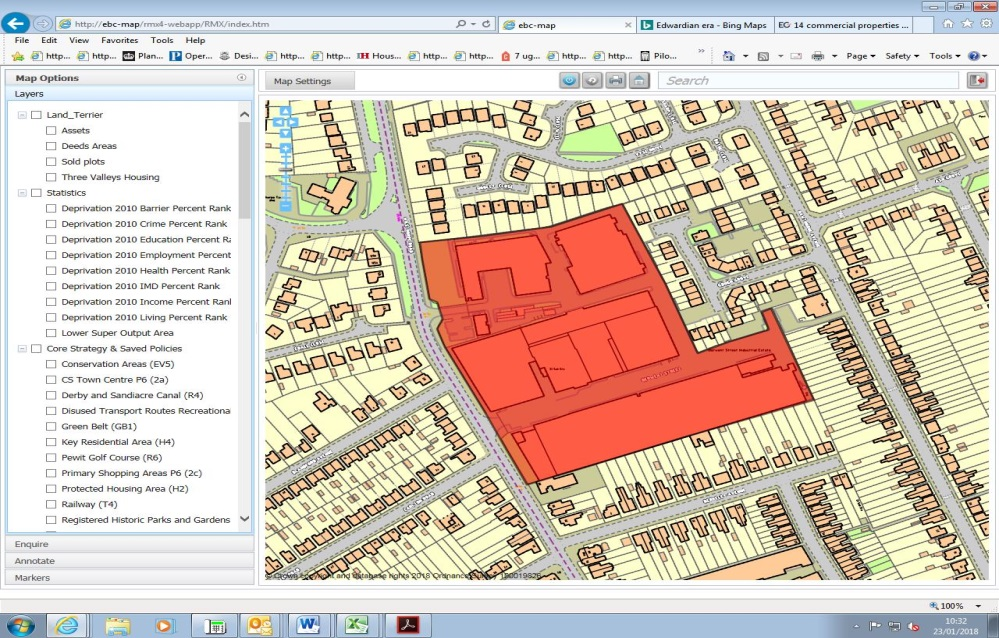 http://ebc-map/rmx4-webapp/RMX/index.htm
ebc-map
Edwardian era - Bing Maps
EG 14 commercial properties ...
File Edit View Favorites Tools Help
http... http... Plan... Oper... Desi... http... http... Hous... http... http... 7 ug... http... http... Pilo... »
Page Safety Tools
Map Options
Map Settings
Search
Layers
Land_Terrier
Assets
Deeds Areas
Sold plots
Three Valleys Housing
Statistics
Deprivation 2010 Barrier Percent Rank
Deprivation 2010 Crime Percent Rank
Deprivation 2010 Education Percent Ra
Deprivation 2010 Employment Percent
Deprivation 2010 Health Percent Rank
Deprivation 2010 IMD Percent Rank
Deprivation 2010 Income Percent Rank
Deprivation 2010 Living Percent Rank
Lower Super Output Area
Core Strategy & Saved Policies
Conservation Areas (EV5)
CS Town Centre P6 (2a)
Derby and Sandiacre Canal (R4)
Disused Transport Routes Recreationa
Green Belt (GB1)
Key Residential Area (H4)
Pewit Golf Course (R6)
Primary Shopping Areas P6 (2c)
Protected Housing Area (H2)
Railway (T4)
Registered Historic Parks and Gardens
Enquire
Annotate
Markers
© Crown copyright and database rights 2018 Ordnance Survey 100019526
100%
10:32
23/01/2018